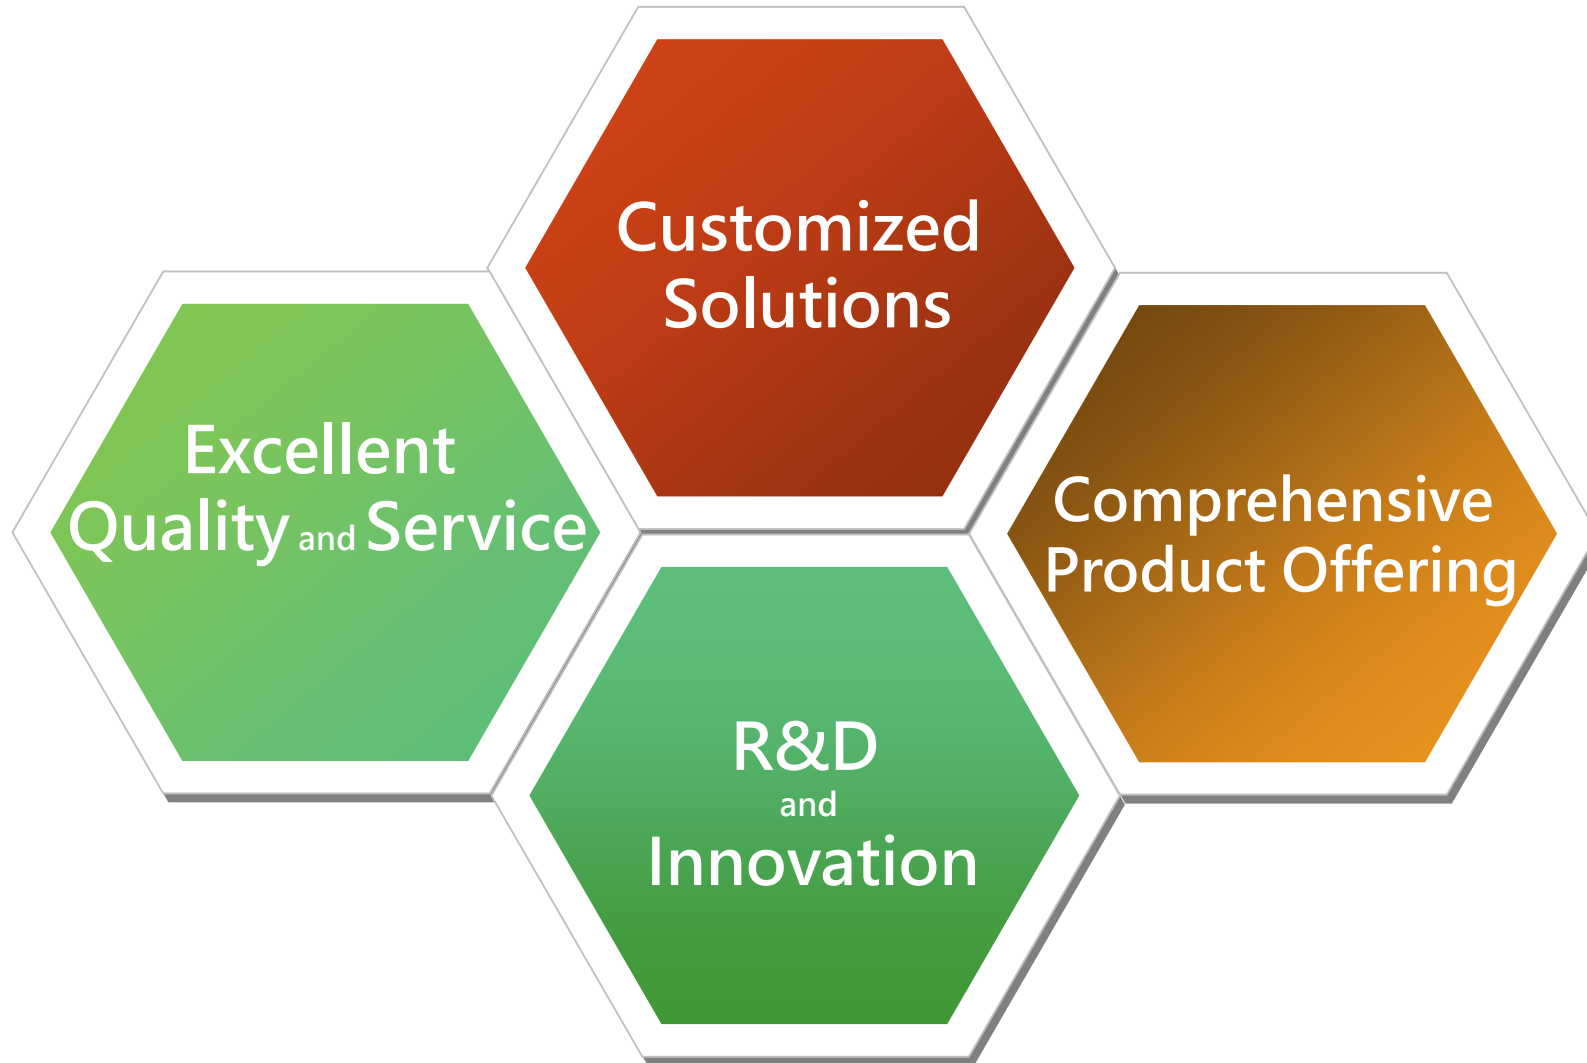 Customized
Solutions
Excellent
Quality and Service
Comprehensive
Product Offering
R&D
and
Innovation